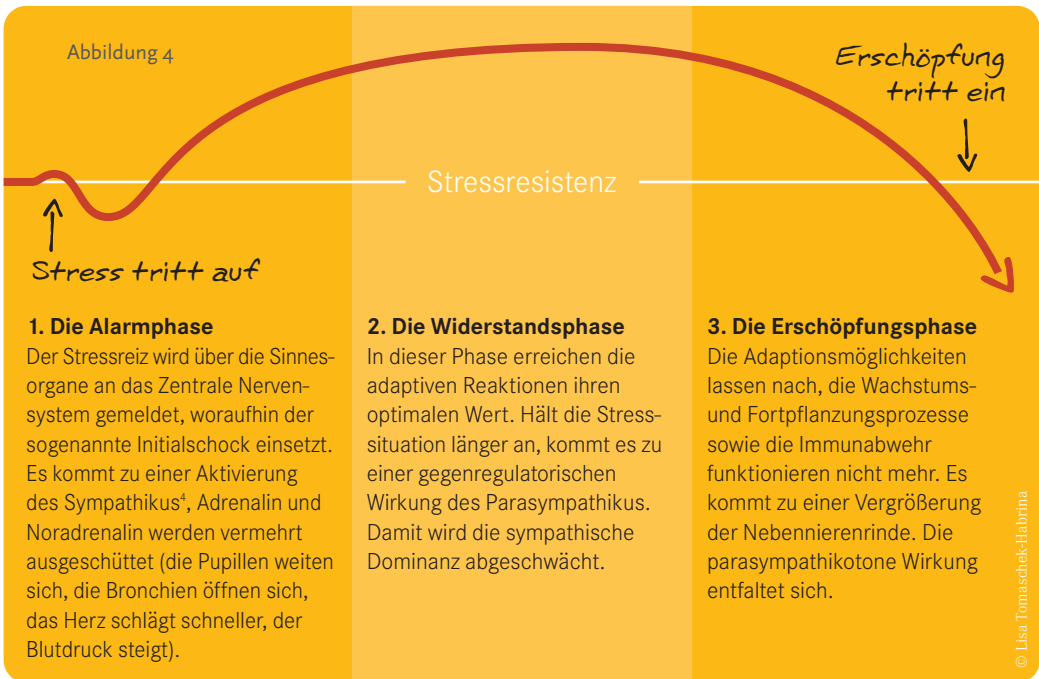 Abbildung 4
Erschöpfung
tritt ein
Stressresistenz
Stress tritt auf
1. Die Alarmphase
Der Stressreiz wird über die Sinnes-
organe an das Zentrale Nerven-
system gemeldet, woraufhin der
sogenannte Initialschock einsetzt.
Es kommt zu einer Aktivierung
des Sympathikus⁴, Adrenalin und
Noradrenalin werden vermehrt
ausgeschüttet (die Pupillen weiten
sich, die Bronchien öffnen sich,
das Herz schlägt schneller, der
Blutdruck steigt).
2. Die Widerstandsphase
In dieser Phase erreichen die
adaptiven Reaktionen ihren
optimalen Wert. Hält die Stress-
situation länger an, kommt es zu
einer gegenregulatorischen
Wirkung des Parasympathikus.
Damit wird die sympathische
Dominanz abgeschwächt.
3. Die Erschöpfungsphase
Die Adaptionsmöglichkeiten
lassen nach, die Wachstums-
und Fortpflanzungsprozesse
sowie die Immunabwehr
funktionieren nicht mehr. Es
kommt zu einer Vergrößerung
der Nebennierenrinde. Die
parasympathikotone Wirkung
entfaltet sich.
© Lisa Tomaschek-Habrina